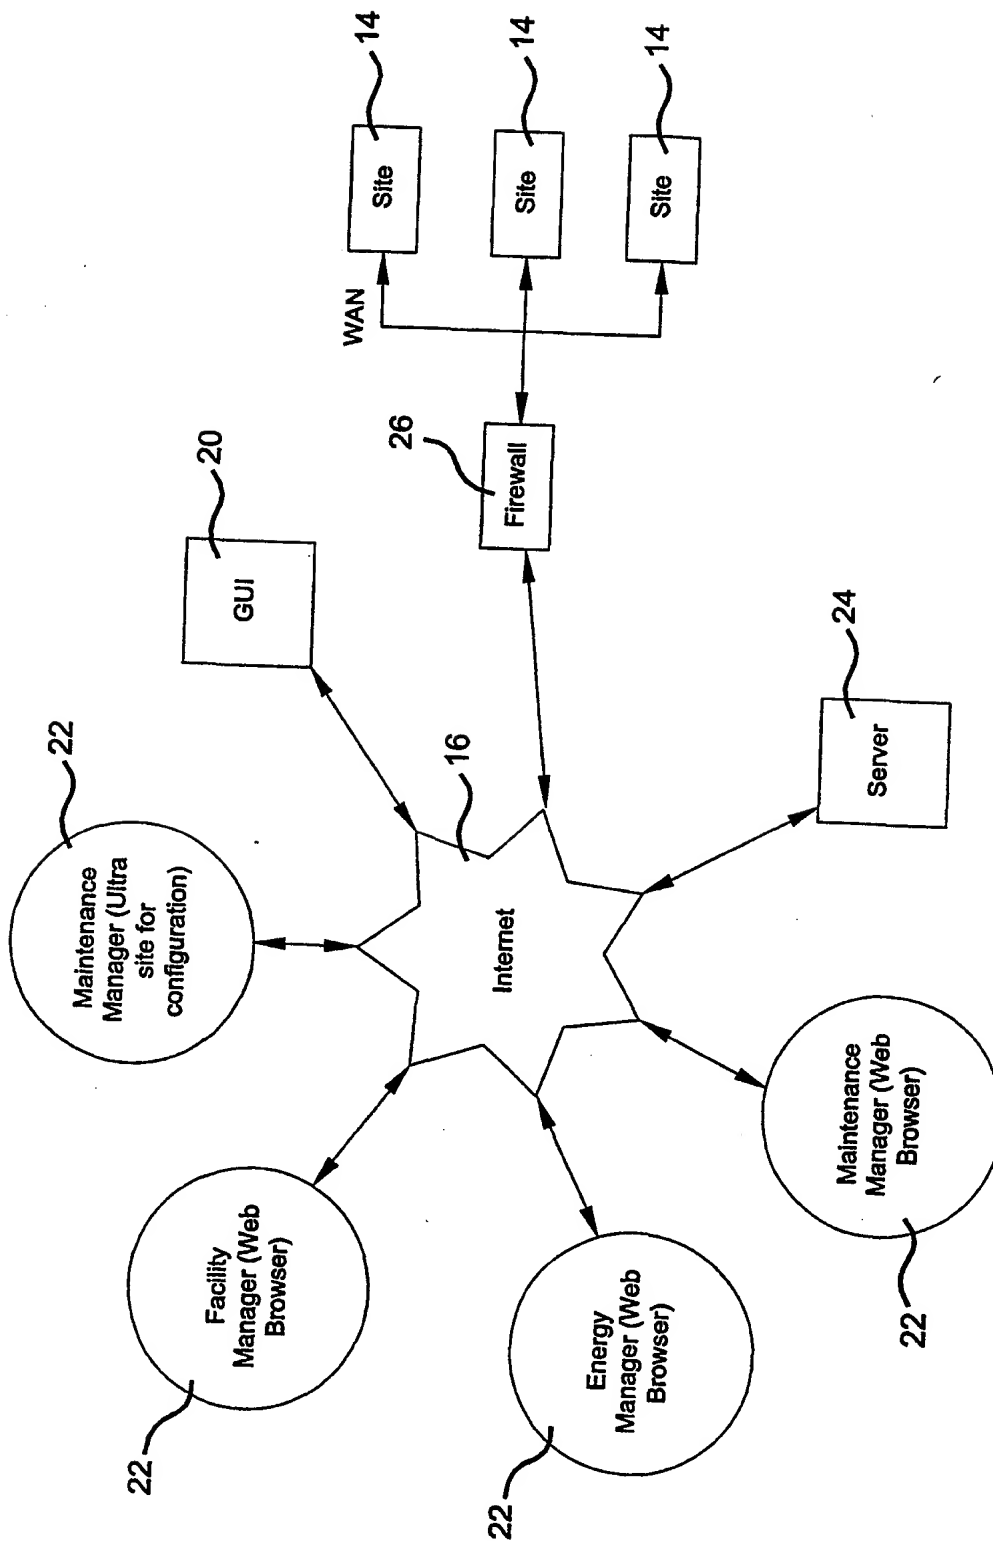 22
Facility
Manager (Web
Browser)
22
Maintenance
Manager (Ultra
site for
configuration)
20
GUI
WAN
14
Site
22
Energy
Manager (Web
Browser)
16
Internet
26
Firewall
14
Site
14
Site
22
Maintenance
Manager (Web
Browser)
24
Server